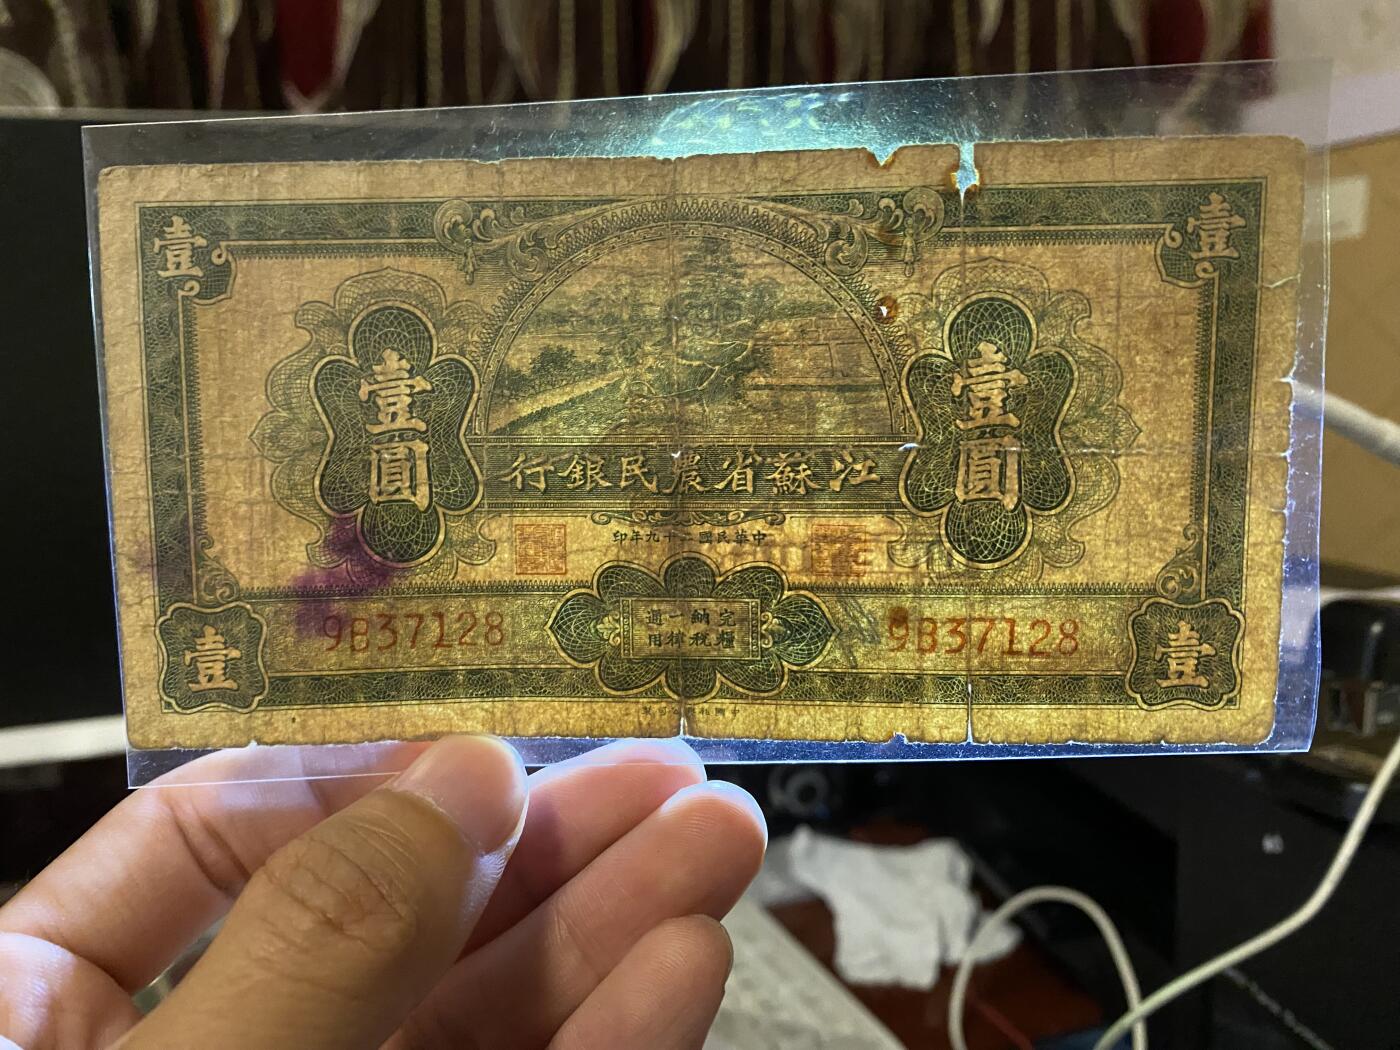 壹
壹
壹圓
壹圓
江蘇省農民銀行
中華民國二十九年印
9B37128
完糧納稅一律通用
9B37128
壹
壹